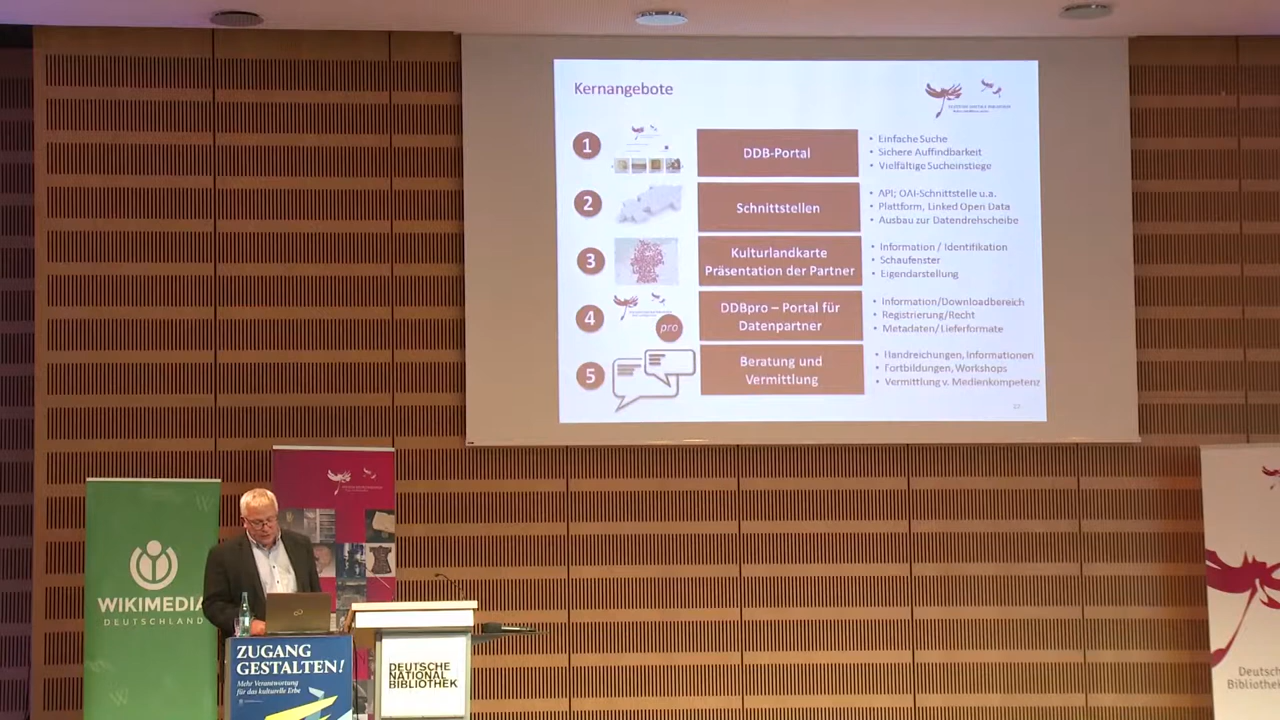 Kernangebote
1
DDB-Portal
• Einfache Suche
• Sichere Auffindbarkeit
• Vielfältige Sucheinstiege
2
Schnittstellen
• API; OAI-Schnittstelle u.a.
• Plattform, Linked Open Data
• Ausbau zur Datendrehscheibe
3
Kulturlandkarte
Präsentation der Partner
• Information / Identifikation
• Schaufenster
• Eigendarstellung
4
pro
DDBpro – Portal für
Datenpartner
• Information/Downloadbereich
• Registrierung/Recht
• Metadaten/Lieferformate
5
Beratung und
Vermittlung
• Handreichungen, Informationen
• Fortbildungen, Workshops
• Vermittlung v. Medienkompetenz
WIKIMEDIA
DEUTSCHLAND
ZUGANG
GESTALTEN!
Mehr Verantwortung
für das kulturelle Erbe
DEUTSCHE
NATIONAL
BIBLIOTHEK
Deutsch
Bibliothek